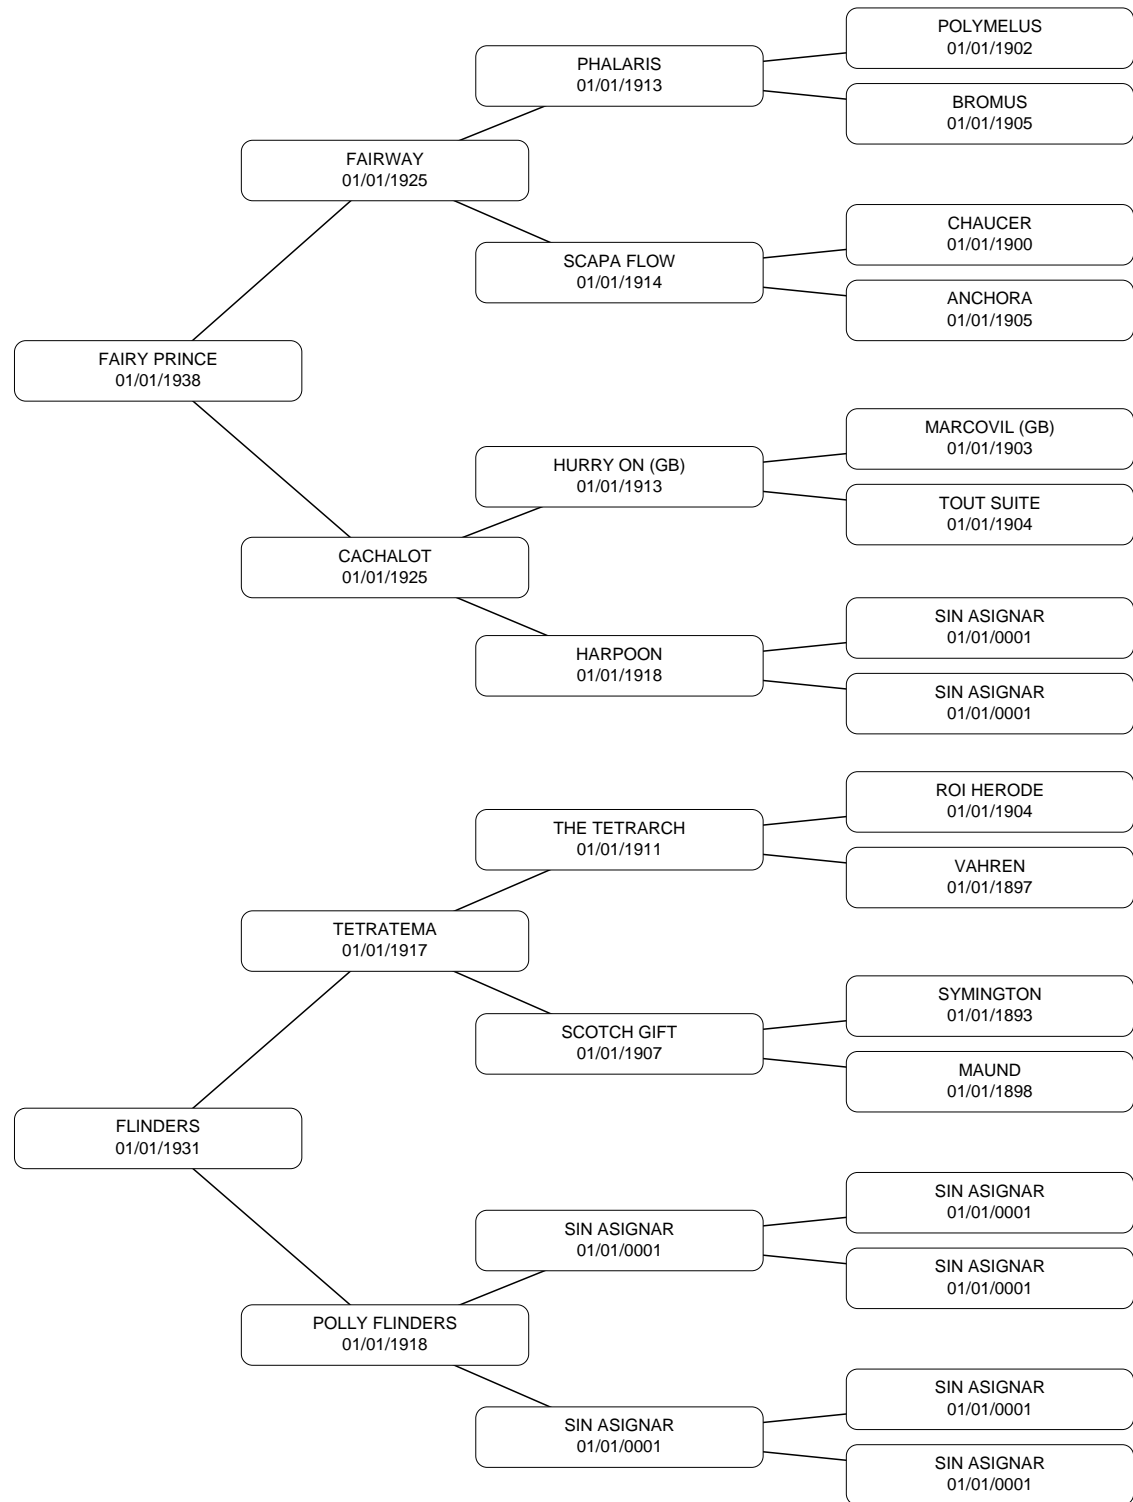 POLYMELUS
01/01/1902
PHALARIS
01/01/1913
BROMUS
01/01/1905
FAIRWAY
01/01/1925
CHAUCER
01/01/1900
SCAPA FLOW
01/01/1914
ANCHORA
01/01/1905
FAIRY PRINCE
01/01/1938
MARCOVIL (GB)
01/01/1903
HURRY ON (GB)
01/01/1913
TOUT SUITE
01/01/1904
CACHALOT
01/01/1925
SIN ASIGNAR
01/01/0001
HARPOON
01/01/1918
SIN ASIGNAR
01/01/0001
ROI HERODE
01/01/1904
THE TETRARCH
01/01/1911
VAHREN
01/01/1897
TETRATEMA
01/01/1917
SYMINGTON
01/01/1893
SCOTCH GIFT
01/01/1907
MAUND
01/01/1898
FLINDERS
01/01/1931
SIN ASIGNAR
01/01/0001
SIN ASIGNAR
01/01/0001
SIN ASIGNAR
01/01/0001
POLLY FLINDERS
01/01/1918
SIN ASIGNAR
01/01/0001
SIN ASIGNAR
01/01/0001
SIN ASIGNAR
01/01/0001